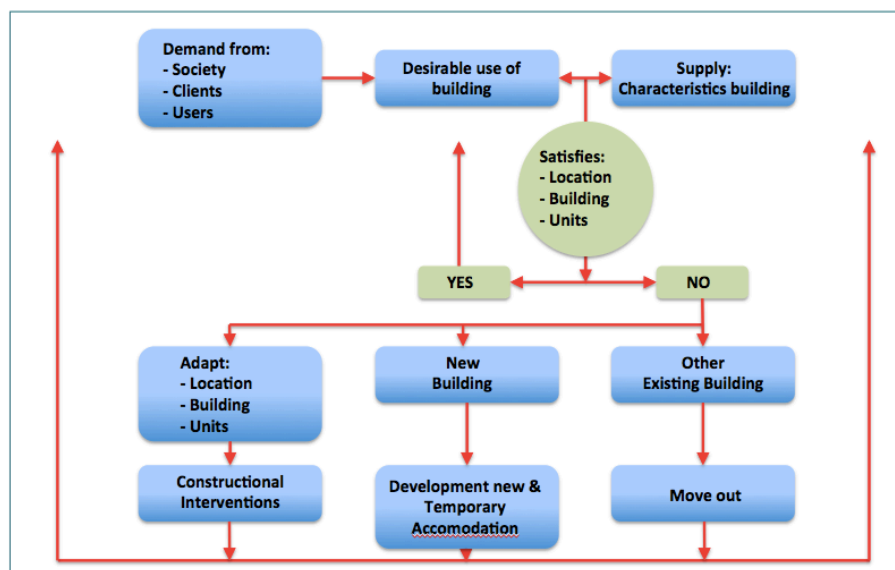 Demand from:
- Society
- Clients
- Users
Desirable use of
building
Supply:
Characteristics building
Satisfies:
- Location
- Building
- Units
YES
NO
Adapt:
- Location
- Building
- Units
New
Building
Other
Existing Building
Constructional
Interventions
Development new &
Temporary
Accomodation
Move out